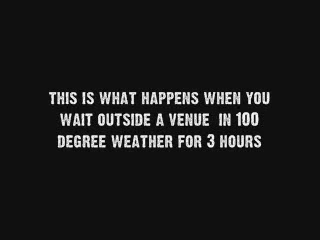 THIS IS WHAT HAPPENS WHEN YOU
WAIT OUTSIDE A VENUE IN 100
DEGREE WEATHER FOR 3 HOURS